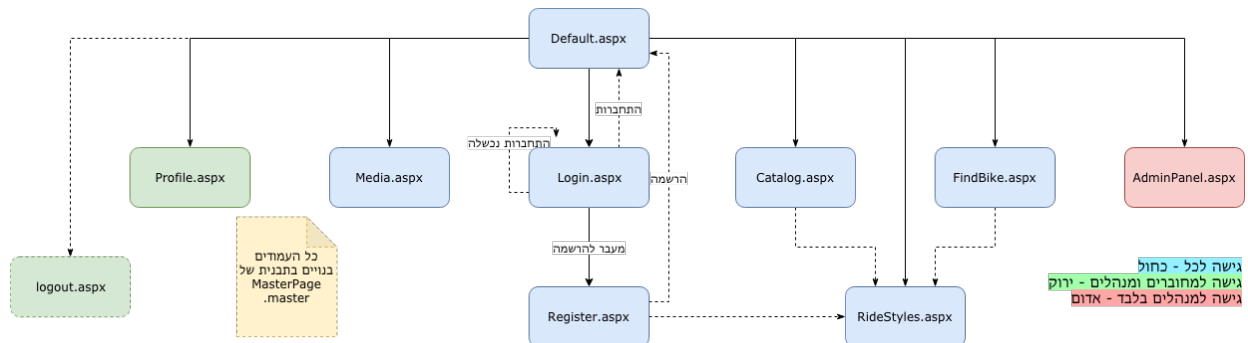 Default.aspx
התחברות
התחברות נכשלה
Profile.aspx
Media.aspx
Login.aspx
הרשמה
Catalog.aspx
FindBike.aspx
AdminPanel.aspx
מעבר להרשמה
כל העמודים
בנויים בתבנית של
MasterPage
.master
logout.aspx
Register.aspx
RideStyles.aspx
גישה לכל - כחול
גישה למחוברים ומנהלים - ירוק
גישה למנהלים בלבד - אדום